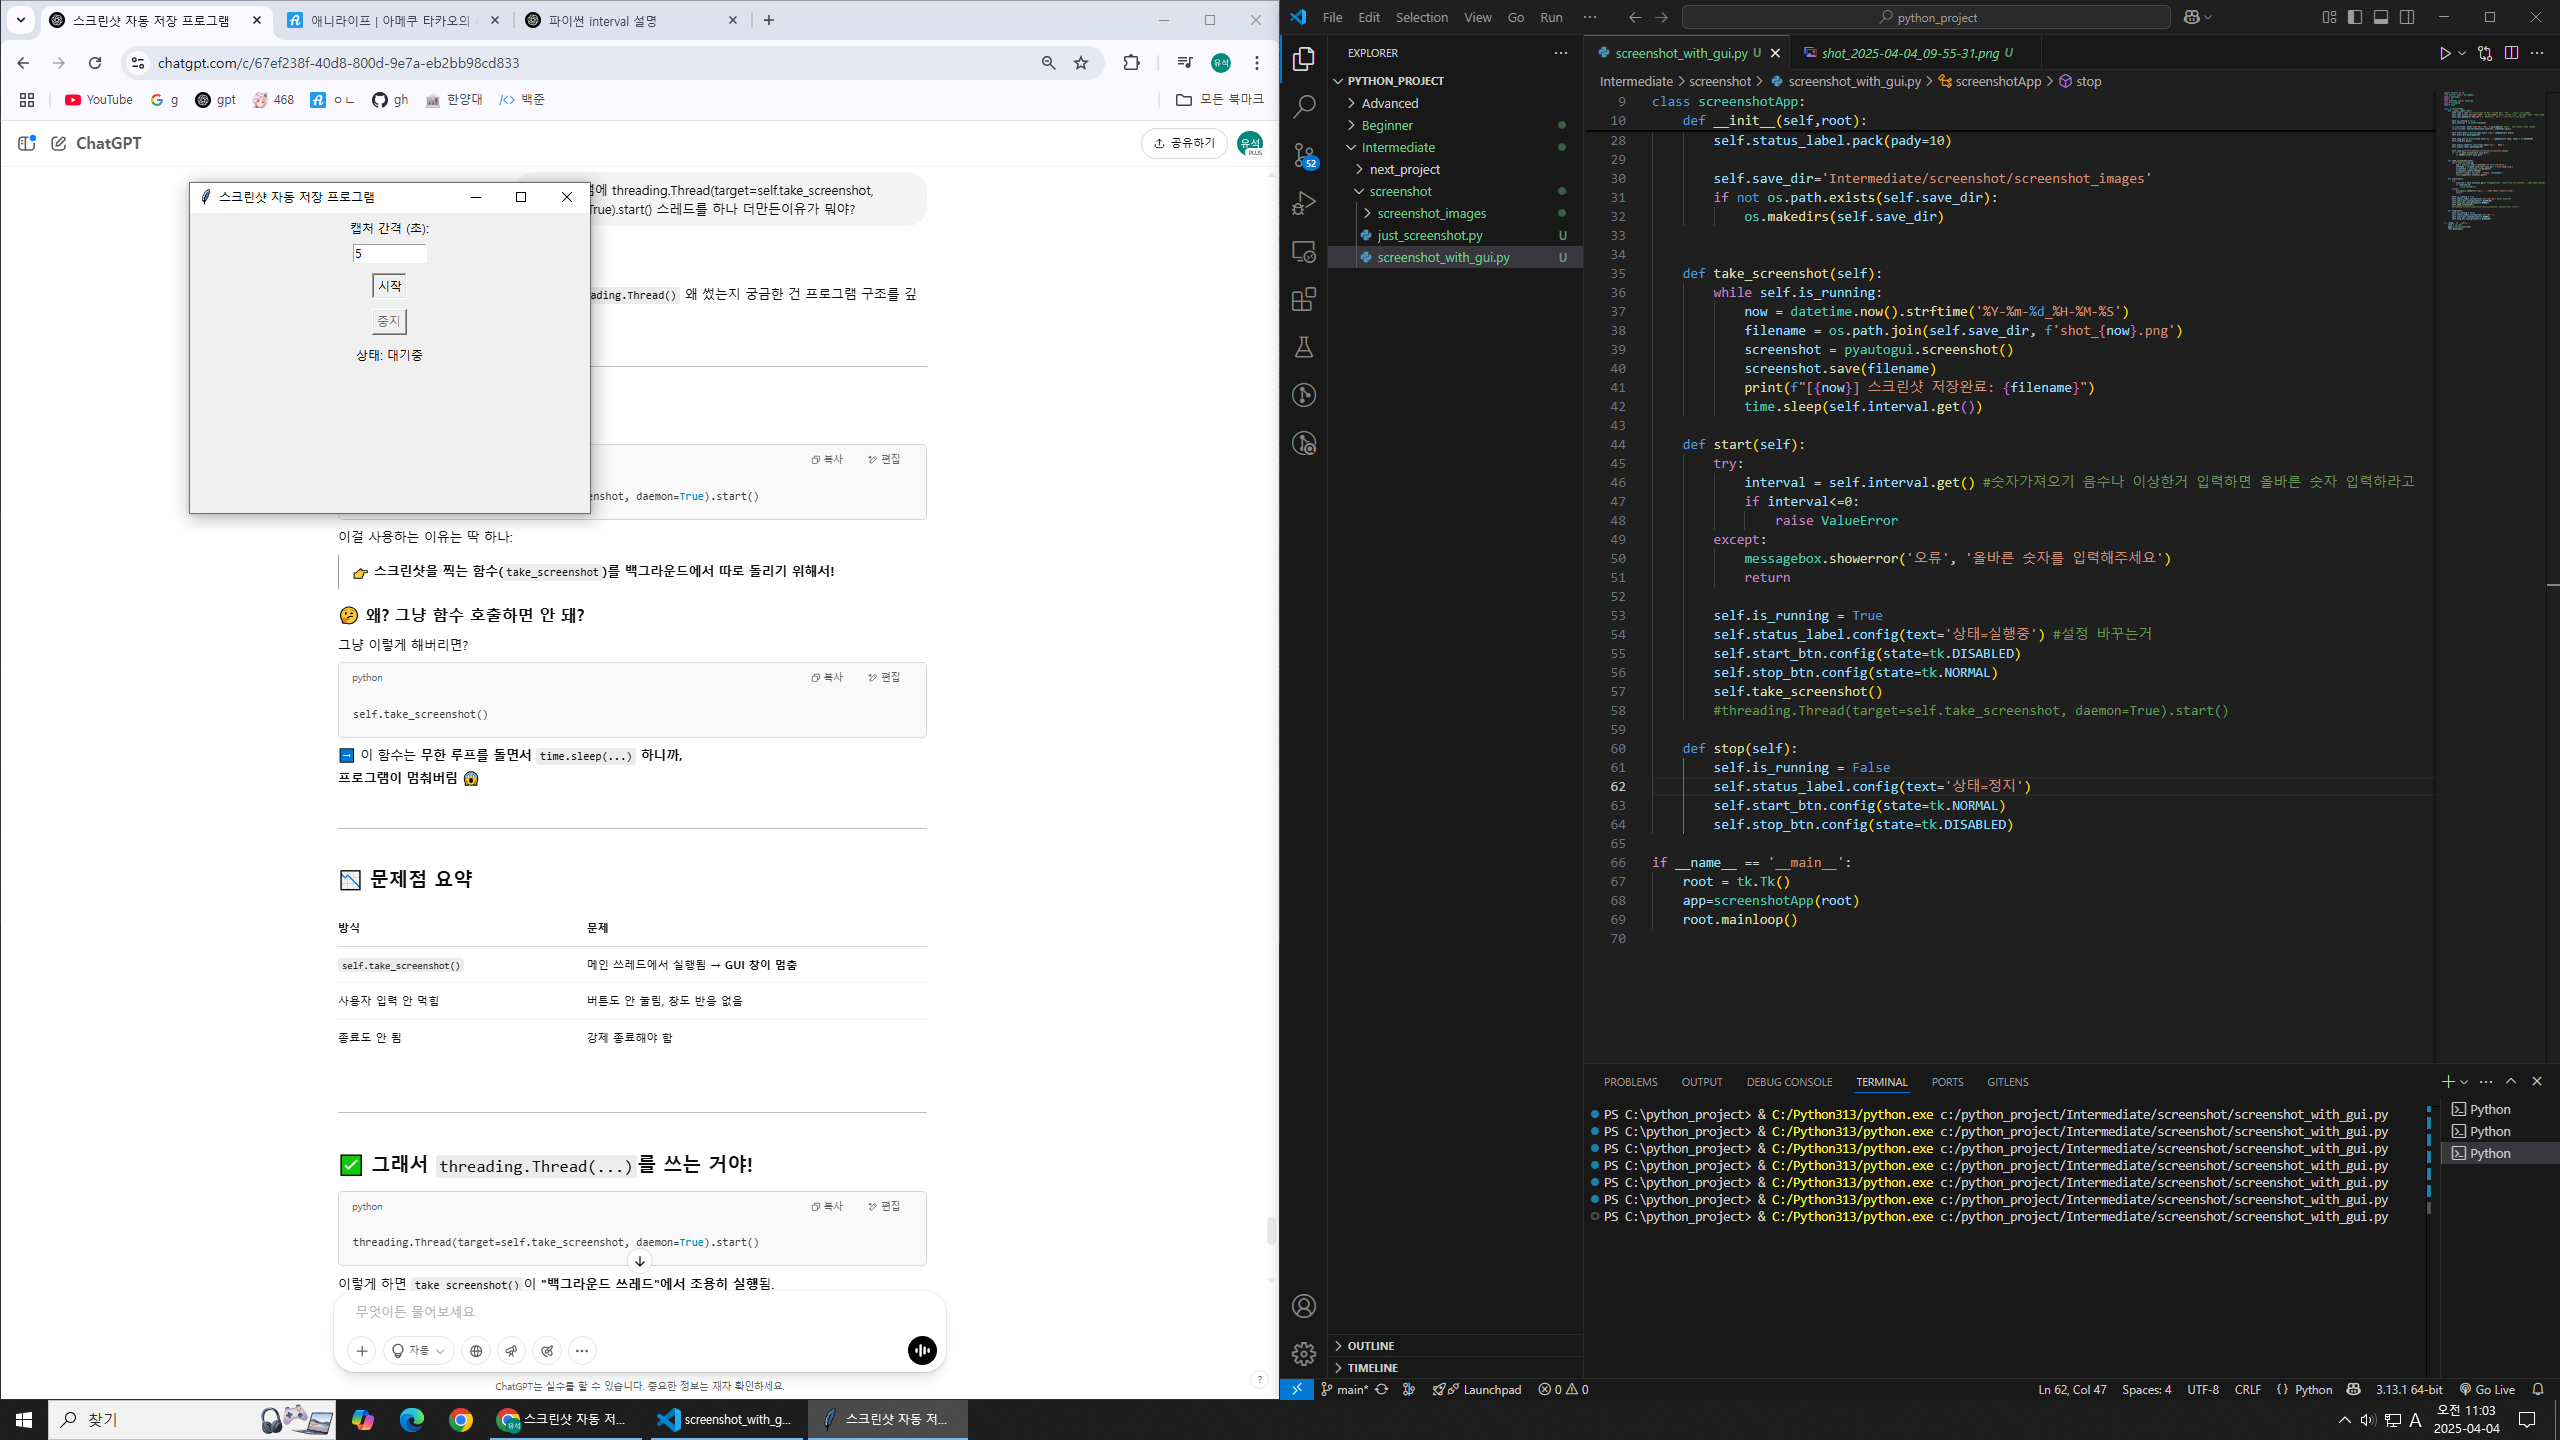 스크린샷 자동 저장 프로그램
애니라이프 | 아메쿠 타카오의
파이썬 interval 설명
chatgpt.com/c/67ef238f-40d8-800d-9e7a-eb2bb98cd833
YouTube
g
gpt
468
ㅇㄴ
gh
한양대
백준
모든 북마크
ChatGPT
공유하기
유석
PLUS
threading.Thread(target=self.take_screenshot,
True).start() 스레드를 하나 더만든이유가 뭐야?
스크린샷 자동 저장 프로그램
캡처 간격 (초):
5
시작
중지
상태: 대기중
ading.Thread() 왜 썼는지 궁금한 건 프로그램 구조를 깊
복사 편집
enshot, daemon=True).start()
이걸 사용하는 이유는 딱 하나:
👉 스크린샷을 찍는 함수(take_screenshot)를 백그라운드에서 따로 돌리기 위해서!
🤔 왜? 그냥 함수 호출하면 안 돼?
그냥 이렇게 해버리면?
python 복사 편집
self.take_screenshot()
➡️ 이 함수는 무한 루프를 돌면서 time.sleep(...) 하니까,
프로그램이 멈춰버림 😱
📉 문제점 요약
방식 문제
self.take_screenshot() 메인 쓰레드에서 실행됨 → GUI 창이 멈춤
사용자 입력 안 먹힘 버튼도 안 눌림, 창도 반응 없음
종료도 안 됨 강제 종료해야 함
✅ 그래서 threading.Thread(...)를 쓰는 거야!
python 복사 편집
threading.Thread(target=self.take_screenshot, daemon=True).start()
이렇게 하면 take_screenshot()이 "백그라운드 쓰레드"에서 조용히 실행됨.
무엇이든 물어보세요
자동
ChatGPT는 실수를 할 수 있습니다. 중요한 정보는 재차 확인하세요.
?
File Edit Selection View Go Run ···
python_project
EXPLORER
PYTHON_PROJECT
Advanced
Beginner
Intermediate
next_project
screenshot
screenshot_images
just_screenshot.py U
screenshot_with_gui.py U
52
OUTLINE
TIMELINE
screenshot_with_gui.py U
shot_2025-04-04_09-55-31.png U
Intermediate > screenshot > screenshot_with_gui.py > screenshotApp > stop
9 class screenshotApp:
10 def __init__(self,root):
28 self.status_label.pack(pady=10)
29
30 self.save_dir='Intermediate/screenshot/screenshot_images'
31 if not os.path.exists(self.save_dir):
32 os.makedirs(self.save_dir)
33
34
35 def take_screenshot(self):
36 while self.is_running:
37 now = datetime.now().strftime('%Y-%m-%d_%H-%M-%S')
38 filename = os.path.join(self.save_dir, f'shot_{now}.png')
39 screenshot = pyautogui.screenshot()
40 screenshot.save(filename)
41 print(f"[{now}] 스크린샷 저장완료: {filename}")
42 time.sleep(self.interval.get())
43
44 def start(self):
45 try:
46 interval = self.interval.get() #숫자가져오기 음수나 이상한거 입력하면 올바른 숫자 입력하라고
47 if interval<=0:
48 raise ValueError
49 except:
50 messagebox.showerror('오류', '올바른 숫자를 입력해주세요')
51 return
52
53 self.is_running = True
54 self.status_label.config(text='상태=실행중') #설정 바꾸는거
55 self.start_btn.config(state=tk.DISABLED)
56 self.stop_btn.config(state=tk.NORMAL)
57 self.take_screenshot()
58 #threading.Thread(target=self.take_screenshot, daemon=True).start()
59
60 def stop(self):
61 self.is_running = False
62 self.status_label.config(text='상태=정지')
63 self.start_btn.config(state=tk.NORMAL)
64 self.stop_btn.config(state=tk.DISABLED)
65
66 if __name__ == '__main__':
67 root = tk.Tk()
68 app=screenshotApp(root)
69 root.mainloop()
70
PROBLEMS OUTPUT DEBUG CONSOLE TERMINAL PORTS GITLENS
PS C:\python_project> & C:/Python313/python.exe c:/python_project/Intermediate/screenshot/screenshot_with_gui.py
PS C:\python_project> & C:/Python313/python.exe c:/python_project/Intermediate/screenshot/screenshot_with_gui.py
PS C:\python_project> & C:/Python313/python.exe c:/python_project/Intermediate/screenshot/screenshot_with_gui.py
PS C:\python_project> & C:/Python313/python.exe c:/python_project/Intermediate/screenshot/screenshot_with_gui.py
PS C:\python_project> & C:/Python313/python.exe c:/python_project/Intermediate/screenshot/screenshot_with_gui.py
PS C:\python_project> & C:/Python313/python.exe c:/python_project/Intermediate/screenshot/screenshot_with_gui.py
PS C:\python_project> & C:/Python313/python.exe c:/python_project/Intermediate/screenshot/screenshot_with_gui.py
Python
Python
Python
main* Launchpad 0 0 Ln 62, Col 47 Spaces: 4 UTF-8 CRLF {} Python 3.13.1 64-bit Go Live
찾기
스크린샷 자동 저...
screenshot_with_g...
스크린샷 자동 저...
A
오전 11:03
2025-04-04